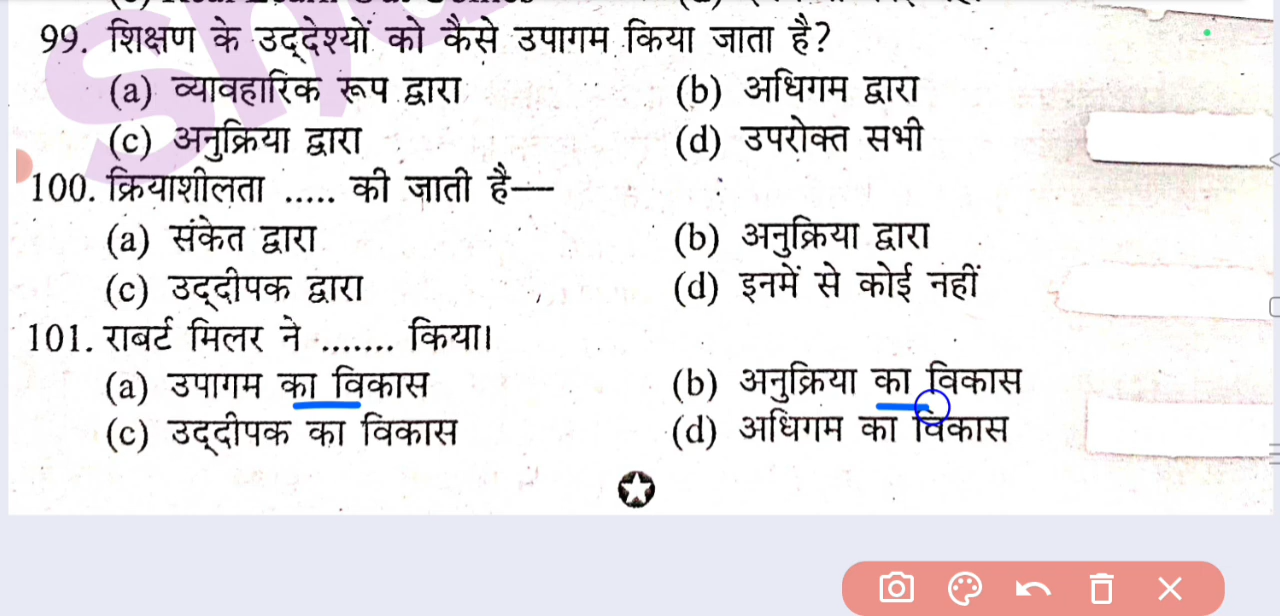 99. शिक्षण के उद्देश्यों को कैसे उपागम किया जाता है?
(a) व्यावहारिक रूप द्वारा (b) अधिगम द्वारा
(c) अनुक्रिया द्वारा (d) उपरोक्त सभी
100. क्रियाशीलता ..... की जाती है—
(a) संकेत द्वारा (b) अनुक्रिया द्वारा
(c) उद्दीपक द्वारा (d) इनमें से कोई नहीं
101. राबर्ट मिलर ने ....... किया।
(a) उपागम का विकास (b) अनुक्रिया का विकास
(c) उद्दीपक का विकास (d) अधिगम का विकास